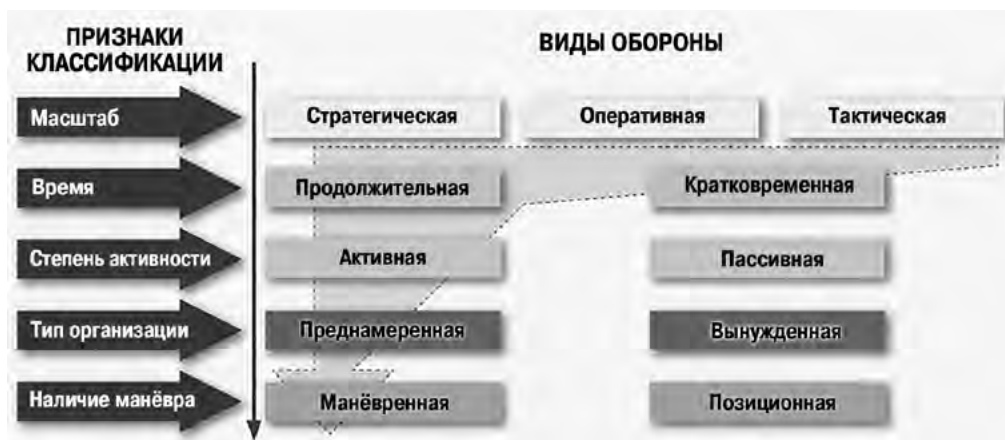 ПРИЗНАКИ
КЛАССИФИКАЦИИ
ВИДЫ ОБОРОНЫ
Масштаб
Стратегическая
Оперативная
Тактическая
Время
Продолжительная
Кратковременная
Степень активности
Активная
Пассивная
Тип организации
Преднамеренная
Вынужденная
Наличие манёвра
Манёвренная
Позиционная